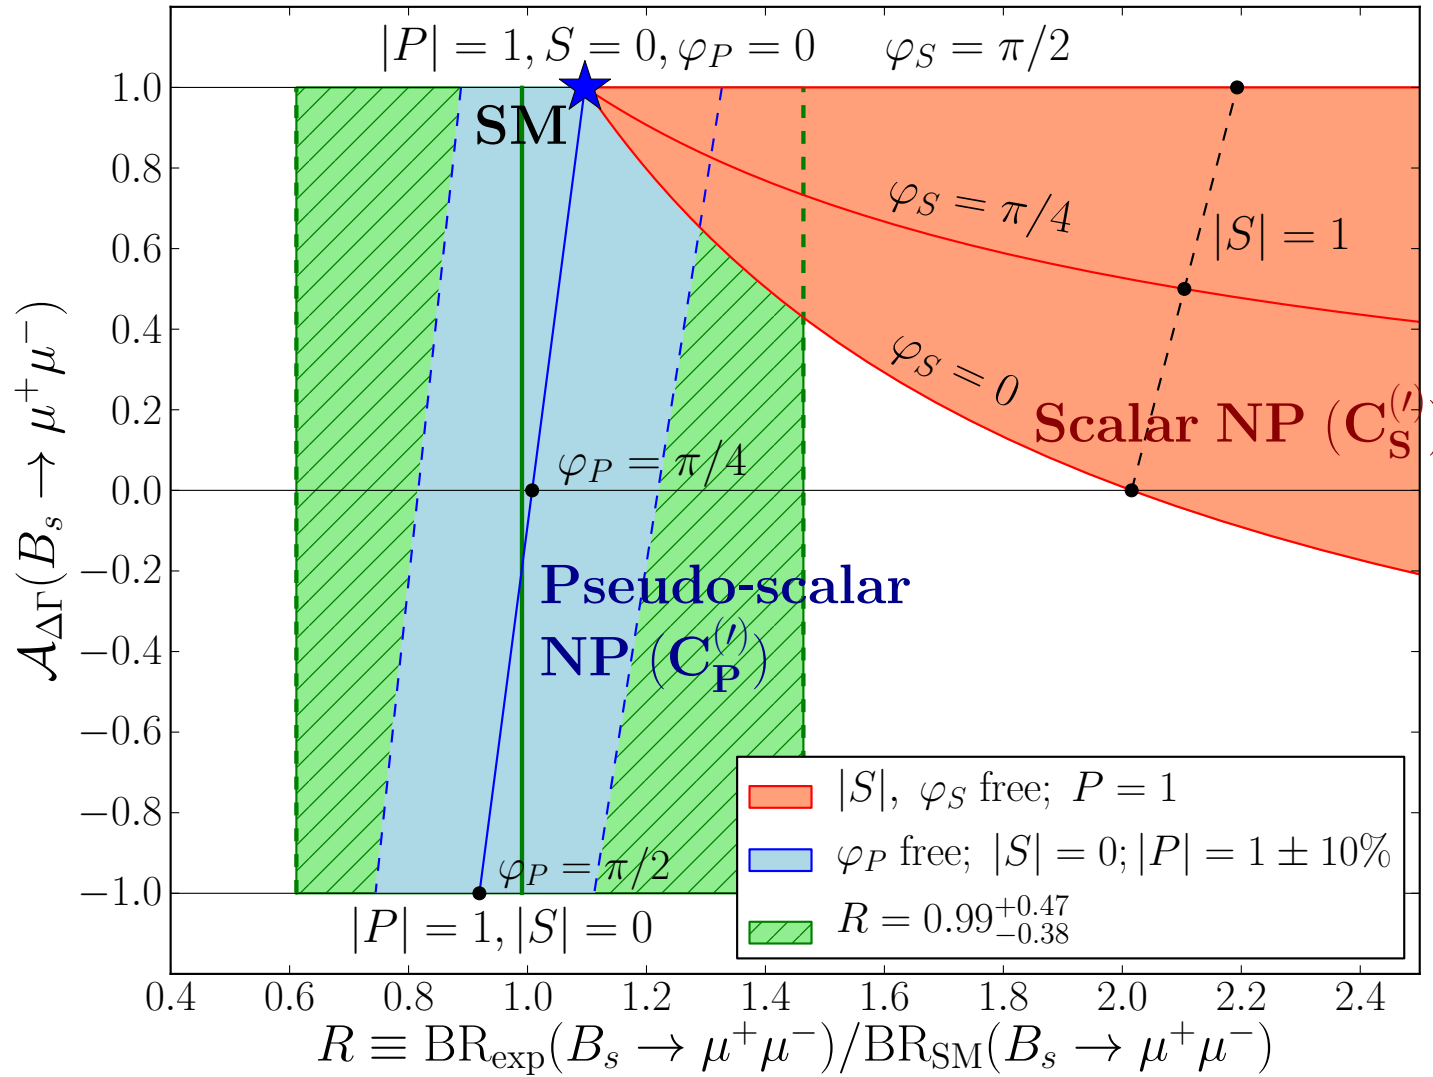 |P| = 1, S = 0, φ_P = 0    φ_S = π/2
SM
φ_S = π/4
|S| = 1
φ_S = 0
Scalar NP (C_S^(′))
φ_P = π/4
Pseudo-scalar
NP (C_P^(′))
φ_P = π/2
|P| = 1, |S| = 0
|S|, φ_S free; P = 1
φ_P free; |S| = 0; |P| = 1 ± 10%
R = 0.99^{+0.47}_{−0.38}
1.0
0.8
0.6
0.4
0.2
0.0
−0.2
−0.4
−0.6
−0.8
−1.0
0.4 0.6 0.8 1.0 1.2 1.4 1.6 1.8 2.0 2.2 2.4
𝒜_ΔΓ(B_s → μ⁺μ⁻)
R ≡ BR_exp(B_s → μ⁺μ⁻)/BR_SM(B_s → μ⁺μ⁻)